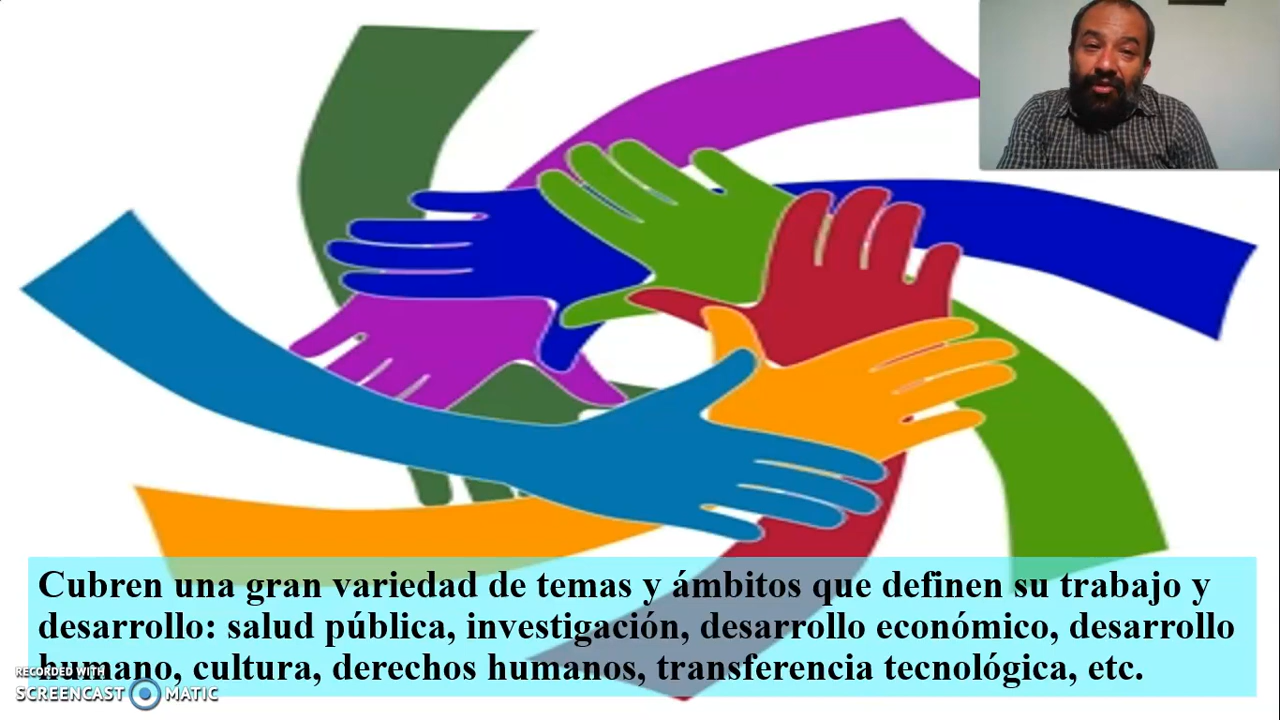 Cubren una gran variedad de temas y ámbitos que definen su trabajo y
desarrollo: salud pública, investigación, desarrollo económico, desarrollo
humano, cultura, derechos humanos, transferencia tecnológica, etc.
RECORDED WITH
SCREENCAST MATIC